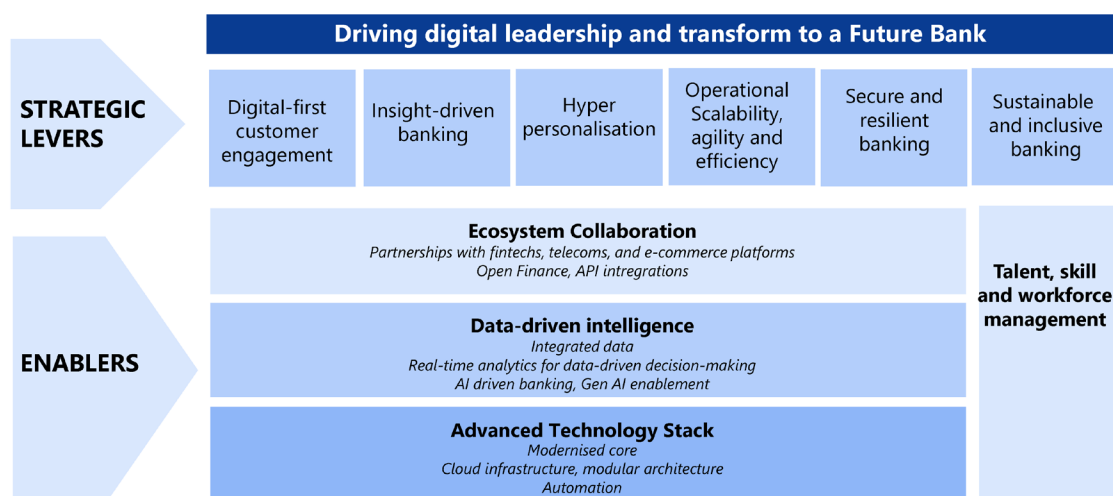 Driving digital leadership and transform to a Future Bank
STRATEGIC
LEVERS
Digital-first
customer
engagement
Insight-driven
banking
Hyper
personalisation
Operational
Scalability,
agility and
efficiency
Secure and
resilient
banking
Sustainable
and inclusive
banking
ENABLERS
Ecosystem Collaboration
Partnerships with fintechs, telecoms, and e-commerce platforms
Open Finance, API intregrations
Data-driven intelligence
Integrated data
Real-time analytics for data-driven decision-making
AI driven banking, Gen AI enablement
Advanced Technology Stack
Modernised core
Cloud infrastructure, modular architecture
Automation
Talent, skill
and workforce
management